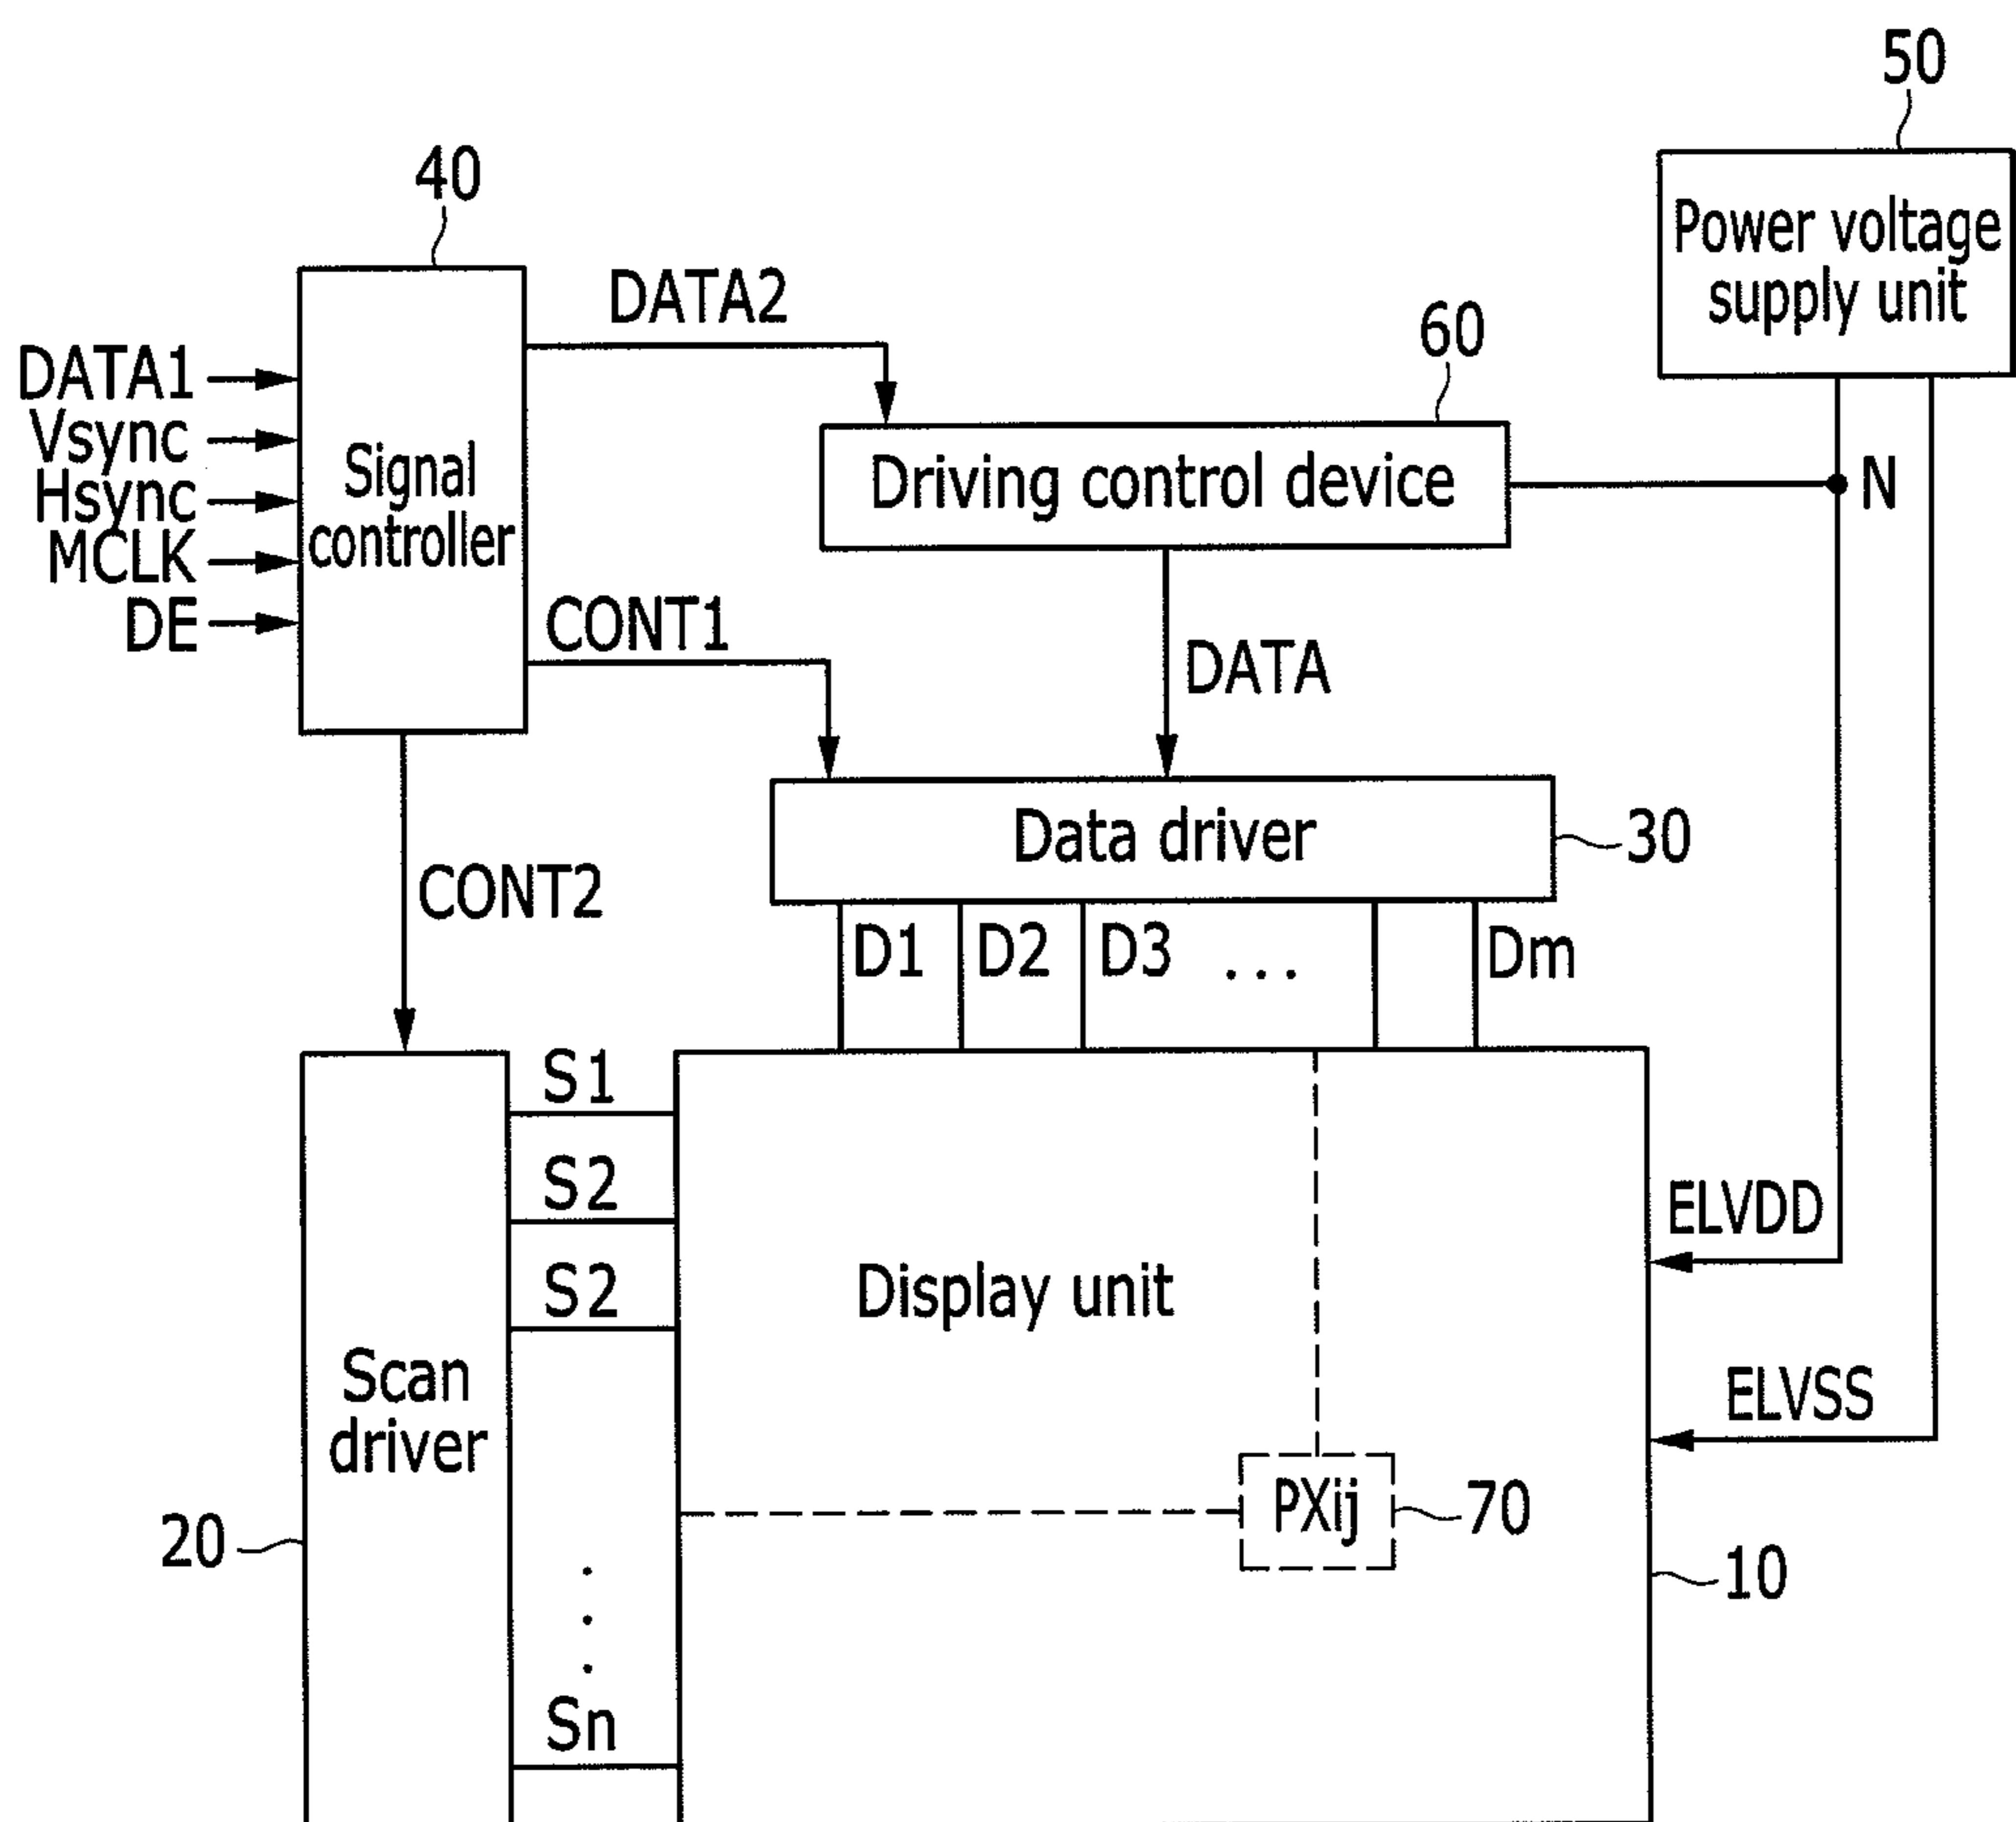 50
Power voltage
supply unit
40
DATA2
60
DATA1
Vsync
Hsync
MCLK
DE
Signal
controller
Driving control device
N
CONT1
DATA
Data driver
30
CONT2
D1 D2 D3 ... Dm
S1
S2
S2
Display unit
ELVDD
ELVSS
Scan
driver
PXij
70
20
10
Sn